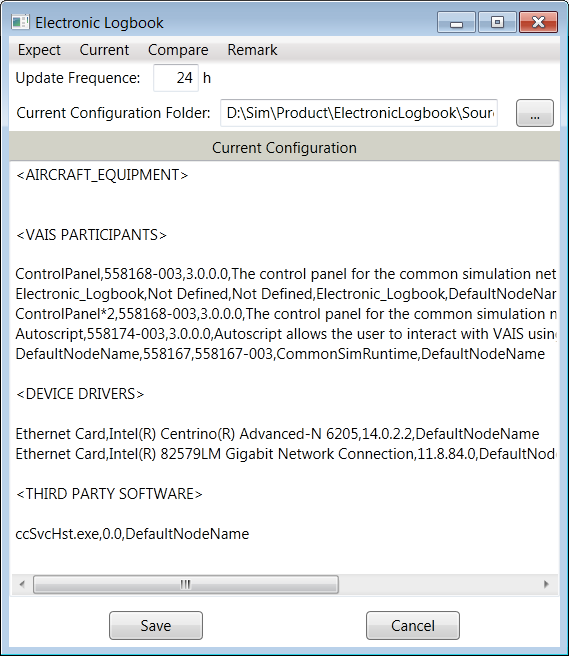 Electronic Logbook
Expect Current Compare Remark
Update Frequence: 24 h
Current Configuration Folder: D:\Sim\Product\ElectronicLogbook\Sour ...
Current Configuration
<AIRCRAFT_EQUIPMENT>
<VAIS PARTICIPANTS>
ControlPanel,558168-003,3.0.0.0,The control panel for the common simulation net
Electronic_Logbook,Not Defined,Not Defined,Electronic_Logbook,DefaultNodeNar
ControlPanel*2,558168-003,3.0.0.0,The control panel for the common simulation n
Autoscript,558174-003,3.0.0.0,Autoscript allows the user to interact with VAIS using
DefaultNodeName,558167,558167-003,CommonSimRuntime,DefaultNodeName
<DEVICE DRIVERS>
Ethernet Card,Intel(R) Centrino(R) Advanced-N 6205,14.0.2.2,DefaultNodeName
Ethernet Card,Intel(R) 82579LM Gigabit Network Connection,11.8.84.0,DefaultNod
<THIRD PARTY SOFTWARE>
ccSvcHst.exe,0.0,DefaultNodeName
Save Cancel